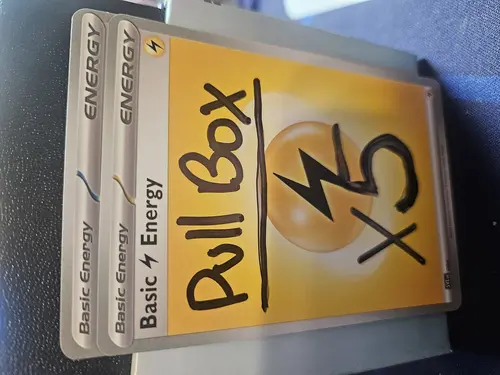 Basic Energy ENERGY
Basic Energy ENERGY
Basic Energy
Pull Box
X5